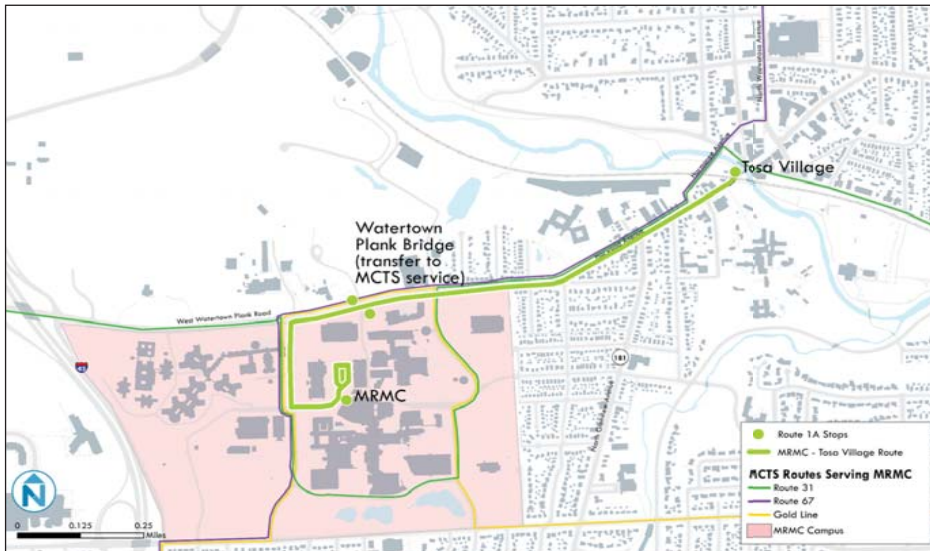 Tosa Village
Watertown
Plank Bridge
(transfer to
MCTS service)
West Watertown Plank Road
MRMC
181
N
0 0.125 0.25
Miles
Route 1A Stops
MRMC - Tosa Village Route
MCTS Routes Serving MRMC
Route 31
Route 67
Gold Line
MRMC Campus